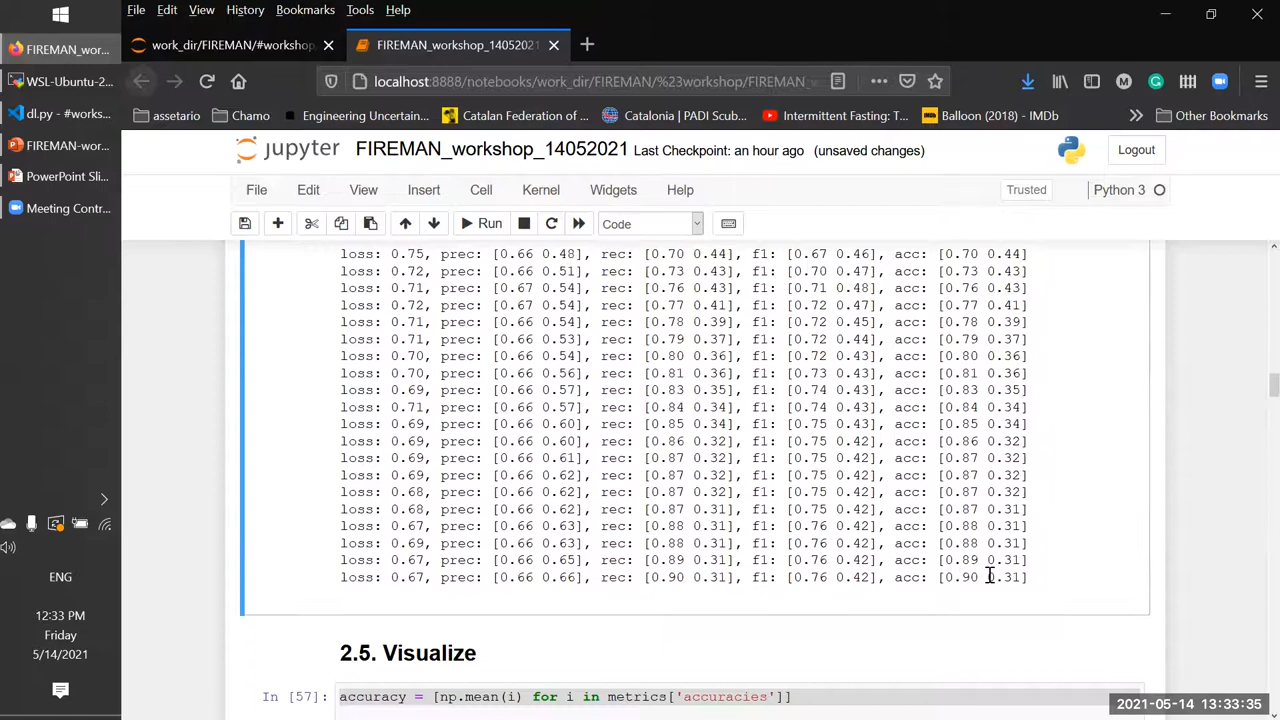 File Edit View History Bookmarks Tools Help
FIREMAN_wor...
WSL-Ubuntu-2...
dl.py - #works...
FIREMAN-wor...
PowerPoint Sli...
Meeting Contr...
ENG
12:33 PM
Friday
5/14/2021
work_dir/FIREMAN/#workshop
FIREMAN_workshop_14052021
localhost:8888/notebooks/work_dir/FIREMAN/%23workshop/FIREMAN_
assetario Chamo Engineering Uncertain... Catalan Federation of ... Catalonia | PADI Scub... Intermittent Fasting: T... Balloon (2018) - IMDb Other Bookmarks
jupyter FIREMAN_workshop_14052021 Last Checkpoint: an hour ago (unsaved changes) Logout
File Edit View Insert Cell Kernel Widgets Help Trusted Python 3
Run Code
loss: 0.75, prec: [0.66 0.48], rec: [0.70 0.44], f1: [0.67 0.46], acc: [0.70 0.44]
loss: 0.72, prec: [0.66 0.51], rec: [0.73 0.43], f1: [0.70 0.47], acc: [0.73 0.43]
loss: 0.71, prec: [0.67 0.54], rec: [0.76 0.43], f1: [0.71 0.48], acc: [0.76 0.43]
loss: 0.72, prec: [0.67 0.54], rec: [0.77 0.41], f1: [0.72 0.47], acc: [0.77 0.41]
loss: 0.71, prec: [0.66 0.54], rec: [0.78 0.39], f1: [0.72 0.45], acc: [0.78 0.39]
loss: 0.71, prec: [0.66 0.53], rec: [0.79 0.37], f1: [0.72 0.44], acc: [0.79 0.37]
loss: 0.70, prec: [0.66 0.54], rec: [0.80 0.36], f1: [0.72 0.43], acc: [0.80 0.36]
loss: 0.70, prec: [0.66 0.56], rec: [0.81 0.36], f1: [0.73 0.43], acc: [0.81 0.36]
loss: 0.69, prec: [0.66 0.57], rec: [0.83 0.35], f1: [0.74 0.43], acc: [0.83 0.35]
loss: 0.71, prec: [0.66 0.57], rec: [0.84 0.34], f1: [0.74 0.43], acc: [0.84 0.34]
loss: 0.69, prec: [0.66 0.60], rec: [0.85 0.34], f1: [0.75 0.43], acc: [0.85 0.34]
loss: 0.69, prec: [0.66 0.60], rec: [0.86 0.32], f1: [0.75 0.42], acc: [0.86 0.32]
loss: 0.69, prec: [0.66 0.61], rec: [0.87 0.32], f1: [0.75 0.42], acc: [0.87 0.32]
loss: 0.69, prec: [0.66 0.62], rec: [0.87 0.32], f1: [0.75 0.42], acc: [0.87 0.32]
loss: 0.68, prec: [0.66 0.62], rec: [0.87 0.32], f1: [0.75 0.42], acc: [0.87 0.32]
loss: 0.68, prec: [0.66 0.62], rec: [0.87 0.31], f1: [0.75 0.42], acc: [0.87 0.31]
loss: 0.67, prec: [0.66 0.63], rec: [0.88 0.31], f1: [0.76 0.42], acc: [0.88 0.31]
loss: 0.69, prec: [0.66 0.63], rec: [0.88 0.31], f1: [0.76 0.42], acc: [0.88 0.31]
loss: 0.67, prec: [0.66 0.65], rec: [0.89 0.31], f1: [0.76 0.42], acc: [0.89 0.31]
loss: 0.67, prec: [0.66 0.66], rec: [0.90 0.31], f1: [0.76 0.42], acc: [0.90 0.31]
2.5. Visualize
In [57]: accuracy = [np.mean(i) for i in metrics['accuracies']]
2021-05-14 13:33:35